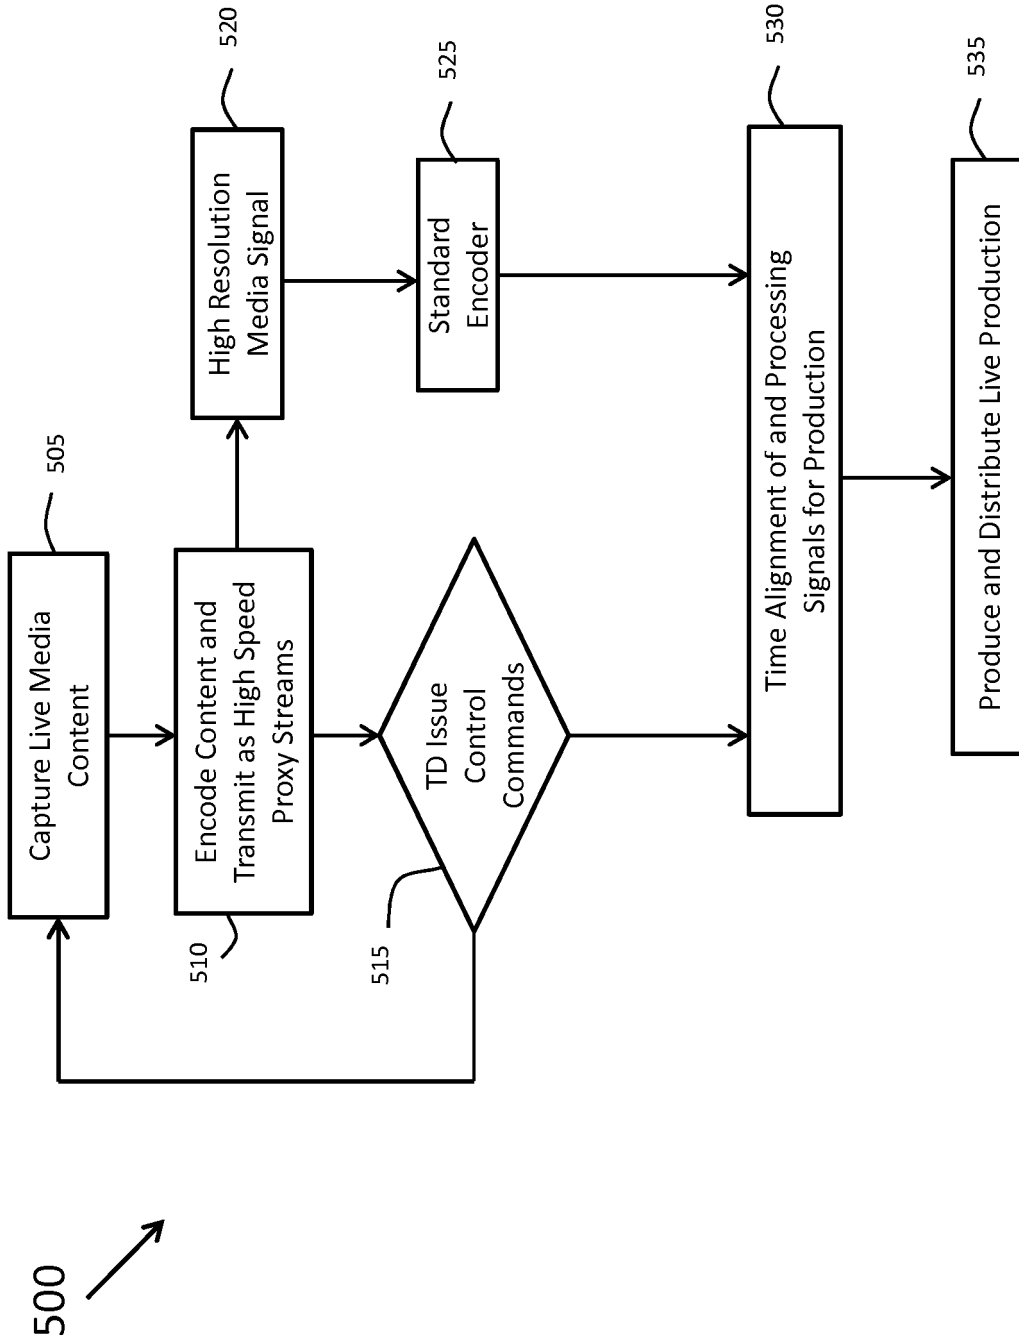 500
Capture Live Media
Content
505
Encode Content and
Transmit as High Speed
Proxy Streams
510
High Resolution
Media Signal
520
TD Issue
Control
Commands
515
Standard
Encoder
525
Time Alignment of and Processing
Signals for Production
530
Produce and Distribute Live Production
535